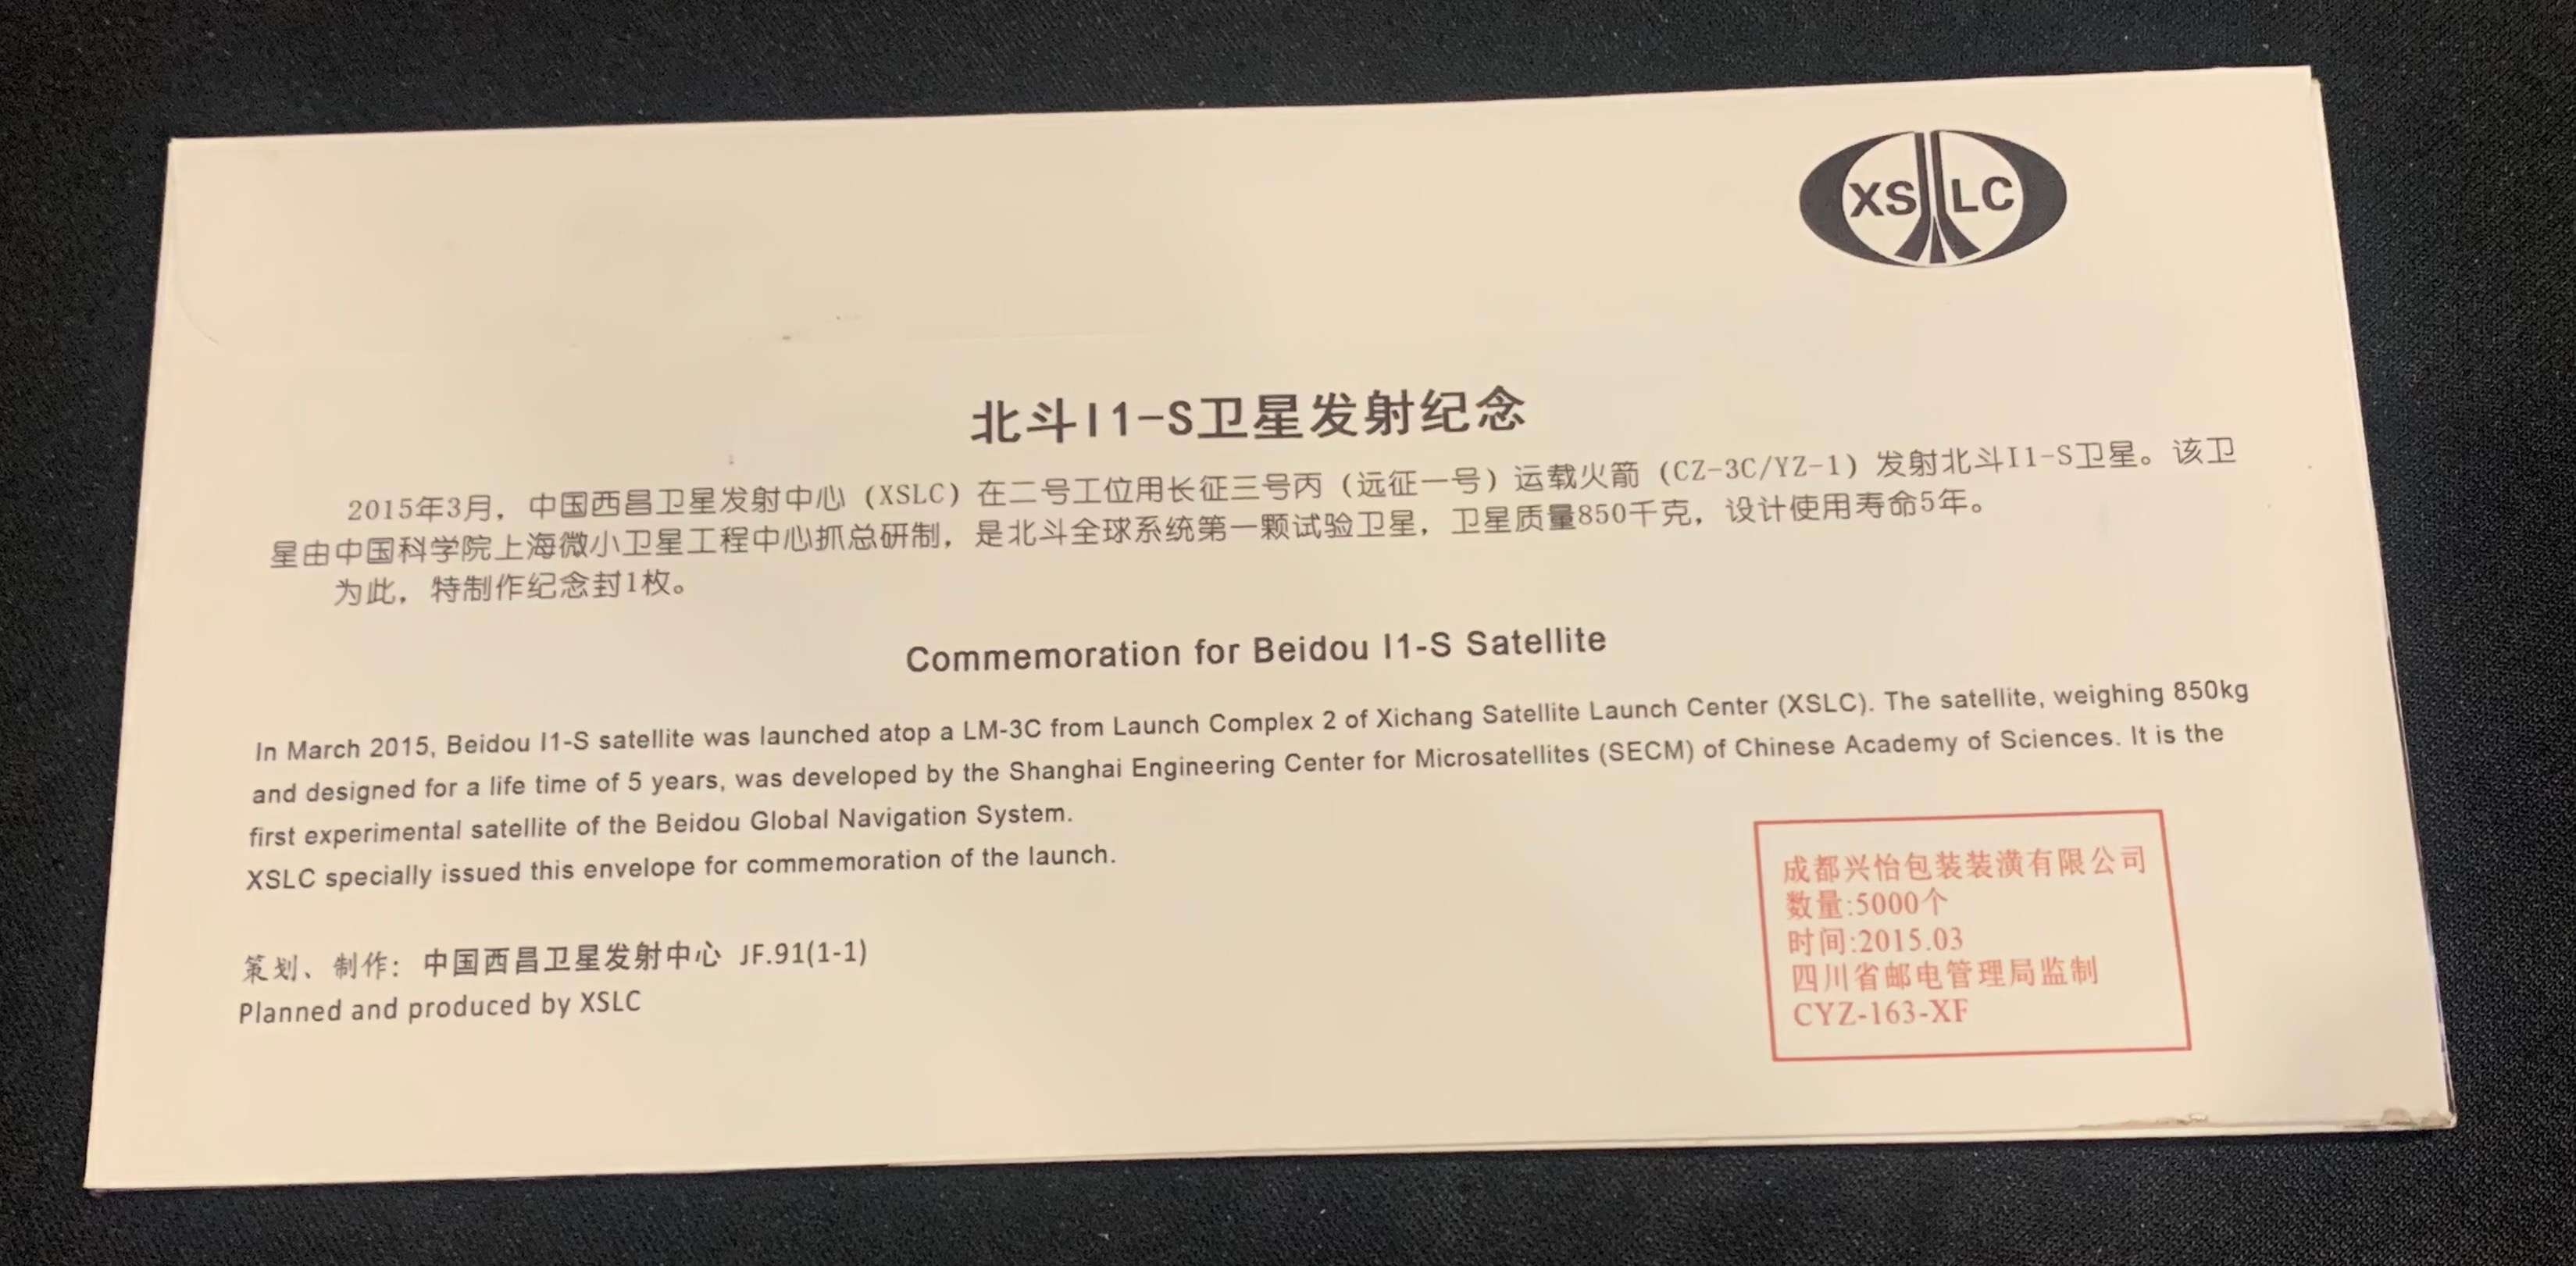 XSLC
北斗I1-S卫星发射纪念
2015年3月，中国西昌卫星发射中心（XSLC）在二号工位用长征三号丙（远征一号）运载火箭（CZ-3C/YZ-1）发射北斗I1-S卫星。该卫
星由中国科学院上海微小卫星工程中心抓总研制，是北斗全球系统第一颗试验卫星，卫星质量850千克，设计使用寿命5年。
为此，特制作纪念封1枚。
Commemoration for Beidou I1-S Satellite
In March 2015, Beidou I1-S satellite was launched atop a LM-3C from Launch Complex 2 of Xichang Satellite Launch Center (XSLC). The satellite, weighing 850kg
and designed for a life time of 5 years, was developed by the Shanghai Engineering Center for Microsatellites (SECM) of Chinese Academy of Sciences. It is the
first experimental satellite of the Beidou Global Navigation System.
XSLC specially issued this envelope for commemoration of the launch.
策划、制作：中国西昌卫星发射中心 JF.91(1-1)
Planned and produced by XSLC
成都兴怡包装装潢有限公司
数量:5000个
时间:2015.03
四川省邮电管理局监制
CYZ-163-XF